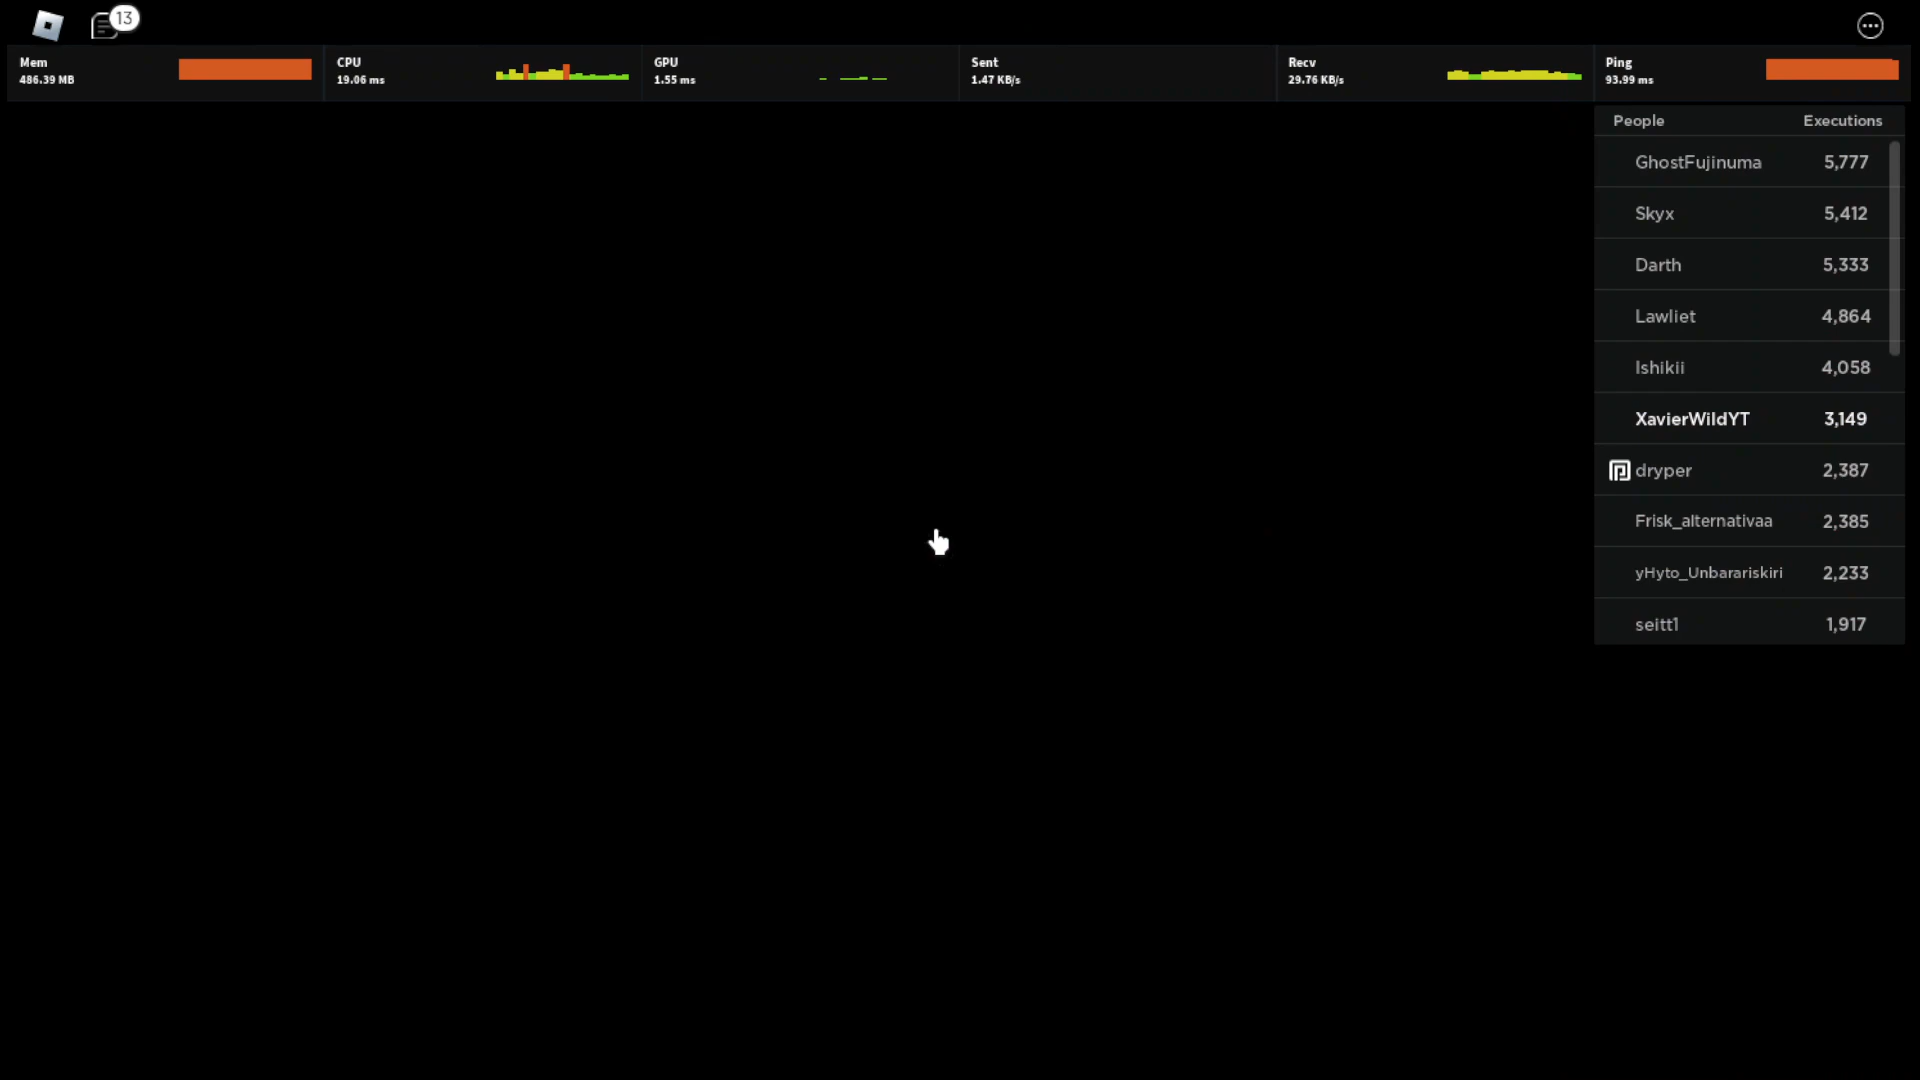 13
Mem
486.39 MB
CPU
19.06 ms
GPU
1.55 ms
Sent
1.47 KB/s
Recv
29.76 KB/s
Ping
93.99 ms
People Executions
GhostFujinuma 5,777
Skyx 5,412
Darth 5,333
Lawliet 4,864
Ishikii 4,058
XavierWildYT 3,149
dryper 2,387
Frisk_alternativaa 2,385
yHyto_Unbarariskiri 2,233
seitt1 1,917